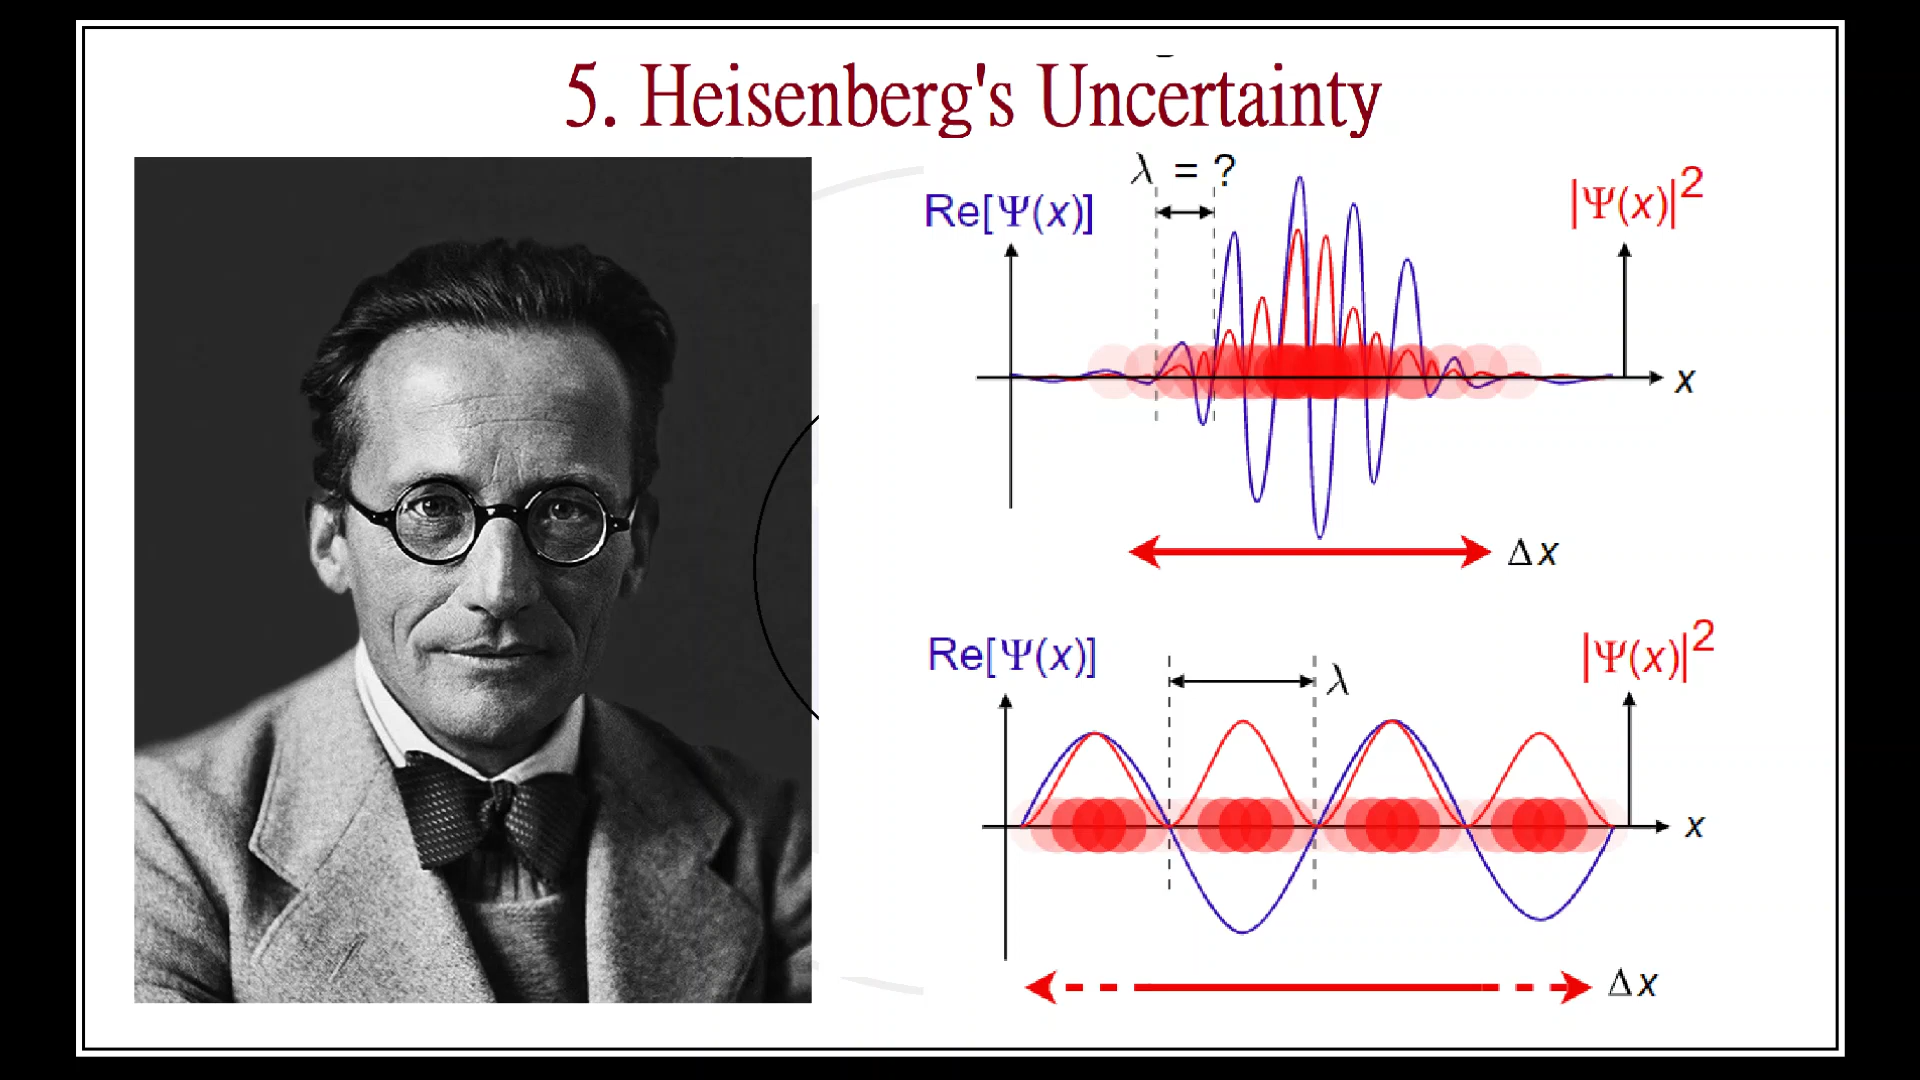 5. Heisenberg's Uncertainty
λ = ?
Re[Ψ(x)]
|Ψ(x)|²
x
Δx
Re[Ψ(x)]
λ
|Ψ(x)|²
x
Δx